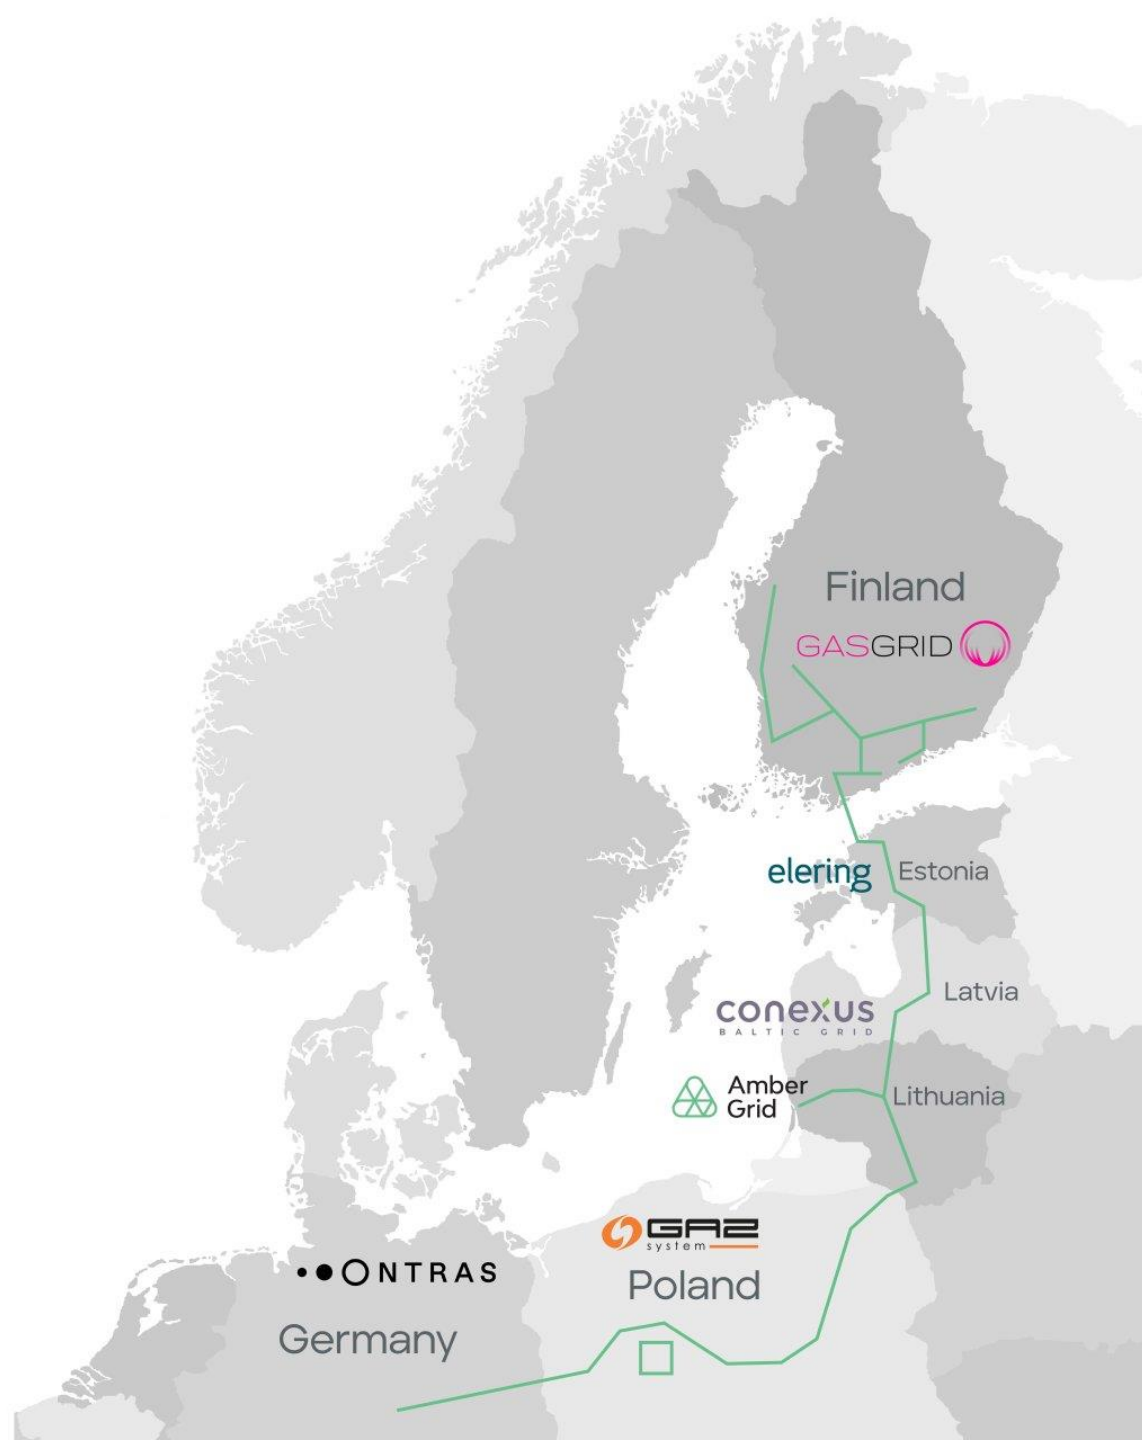 Finland
GASGRID
elering
Estonia
Latvia
conexus
BALTIC GRID
Amber
Grid
Lithuania
GAZ
system
Poland
ONTRAS
Germany